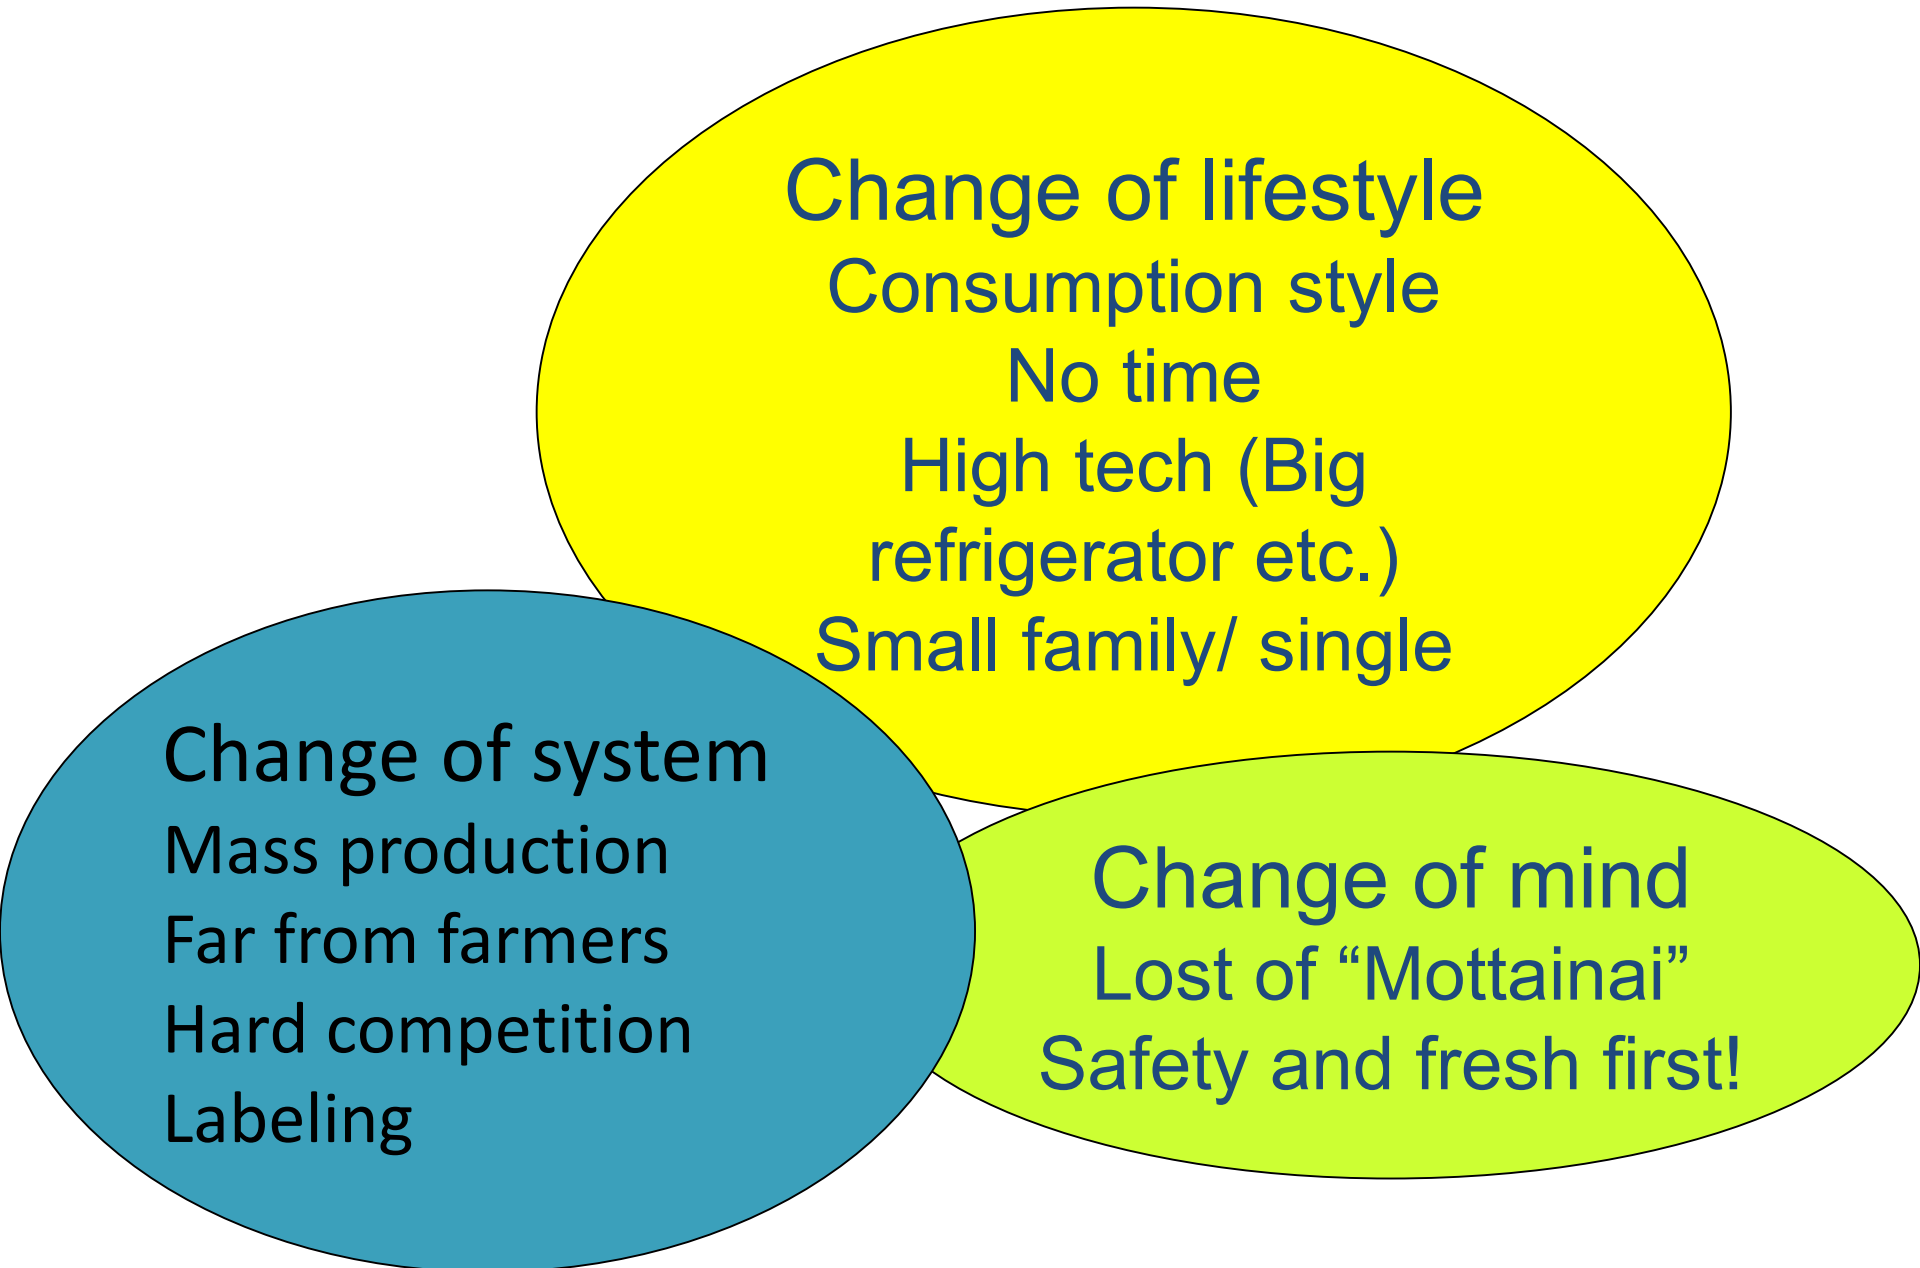 Change of lifestyle
Consumption style
No time
High tech (Big
refrigerator etc.)
Small family/ single
Change of system
Mass production
Far from farmers
Hard competition
Labeling
Change of mind
Lost of “Mottainai”
Safety and fresh first!